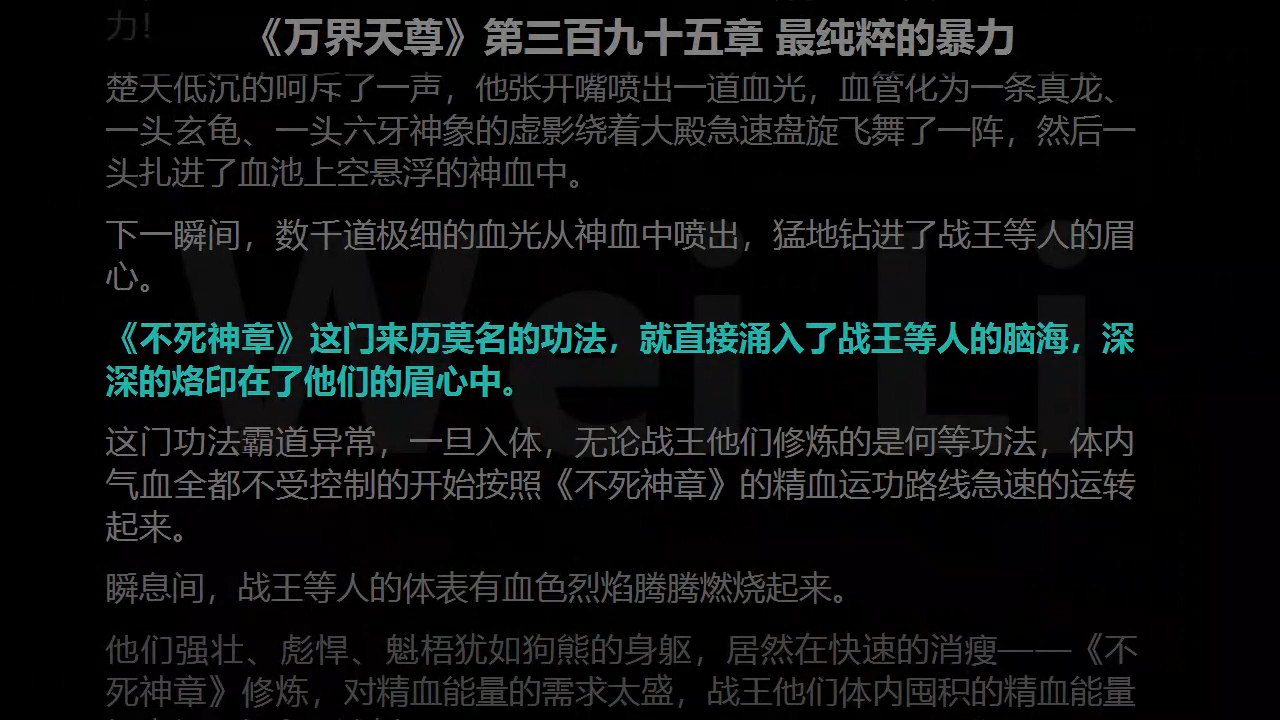 力！
《万界天尊》第三百九十五章 最纯粹的暴力
楚天低沉的呵斥了一声，他张开嘴喷出一道血光，血管化为一条真龙、
一头玄龟、一头六牙神象的虚影绕着大殿急速盘旋飞舞了一阵，然后一
头扎进了血池上空悬浮的神血中。
下一瞬间，数千道极细的血光从神血中喷出，猛地钻进了战王等人的眉
心。
《不死神章》这门来历莫名的功法，就直接涌入了战王等人的脑海，深
深的烙印在了他们的眉心中。
这门功法霸道异常，一旦入体，无论战王他们修炼的是何等功法，体内
气血全都不受控制的开始按照《不死神章》的精血运功路线急速的运转
起来。
瞬息间，战王等人的体表有血色烈焰腾腾燃烧起来。
他们强壮、彪悍、魁梧犹如狗熊的身躯，居然在快速的消瘦——《不
死神章》修炼，对精血能量的需求太盛，战王他们体内囤积的精血能量
Wei Li